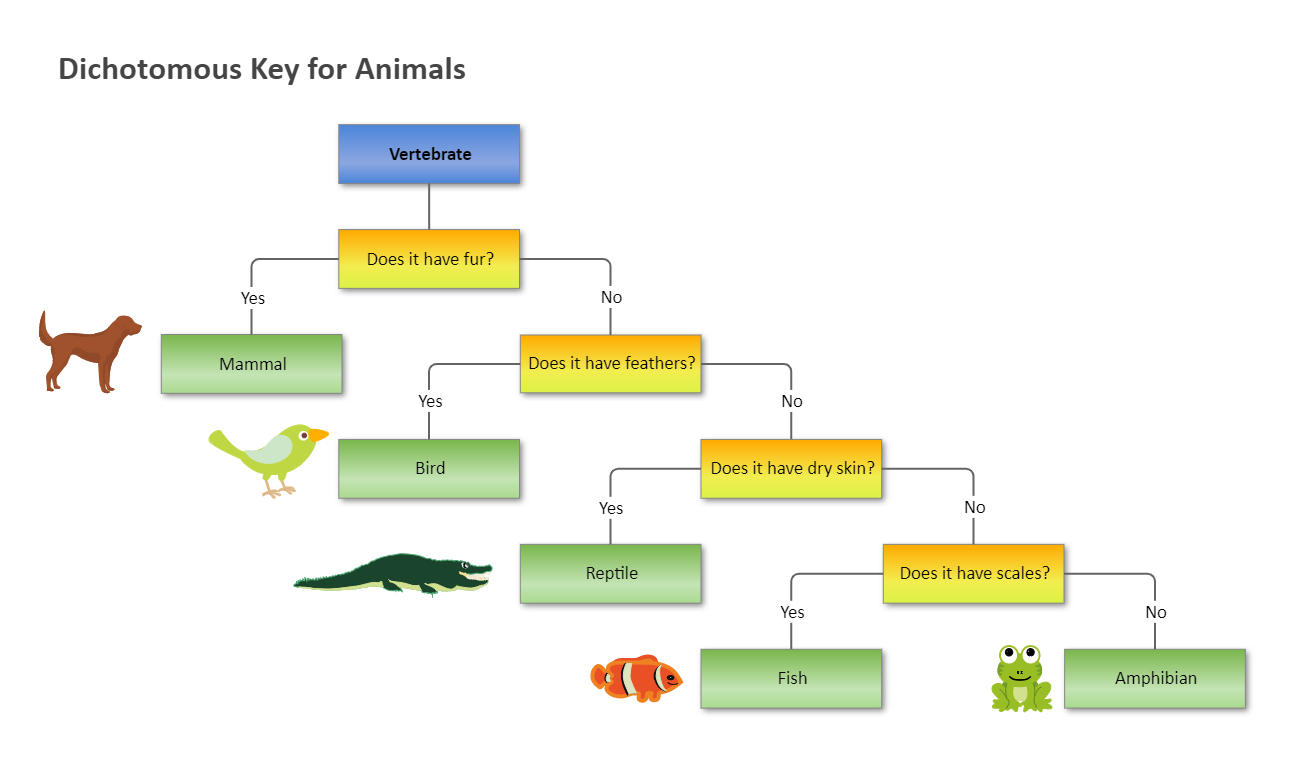 Dichotomous Key for Animals
Vertebrate
Does it have fur?
Yes
No
Mammal
Does it have feathers?
Yes
No
Bird
Does it have dry skin?
Yes
No
Reptile
Does it have scales?
Yes
No
Fish
Amphibian